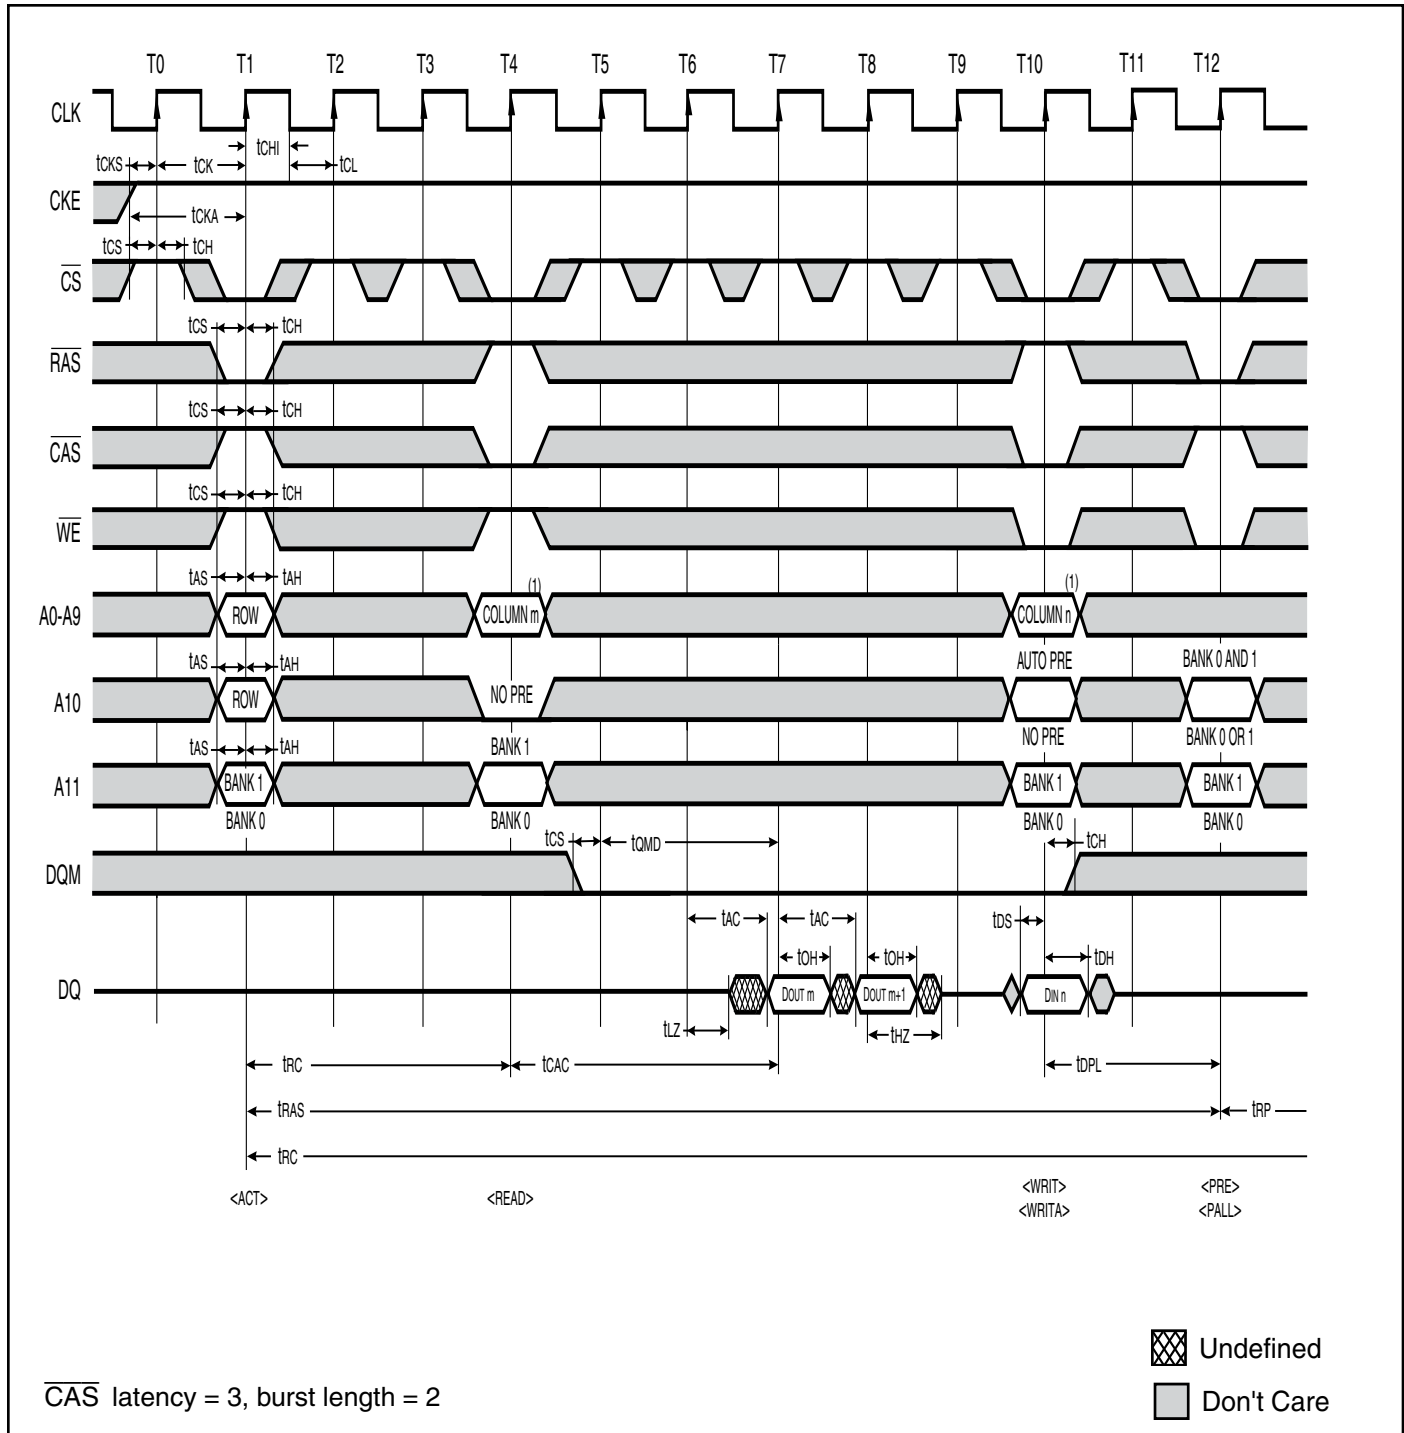 T0 T1 T2 T3 T4 T5 T6 T7 T8 T9 T10 T11 T12
CLK
tCHI
tCKS tCK tCL
CKE
tCKA
tCS tCH
CS
tCS tCH
RAS
tCS tCH
CAS
tCS tCH
WE
tAS tAH (1) (1)
A0-A9 ROW COLUMN m COLUMN n
tAS tAH AUTO PRE BANK 0 AND 1
A10 ROW NO PRE
NO PRE BANK 0 OR 1
tAS tAH BANK 1
A11 BANK 1 BANK 1 BANK 1
BANK 0 BANK 0 BANK 0 BANK 0
tCS tQMD tCH
DQM
tAC tAC tDS
tOH tOH tDH
DQ DOUT m DOUT m+1 DIN n
tLZ tHZ
tRC tCAC tDPL
tRAS tRP
tRC
<ACT> <READ> <WRIT> <PRE>
<WRITA> <PALL>
Undefined
CAS latency = 3, burst length = 2 Don't Care